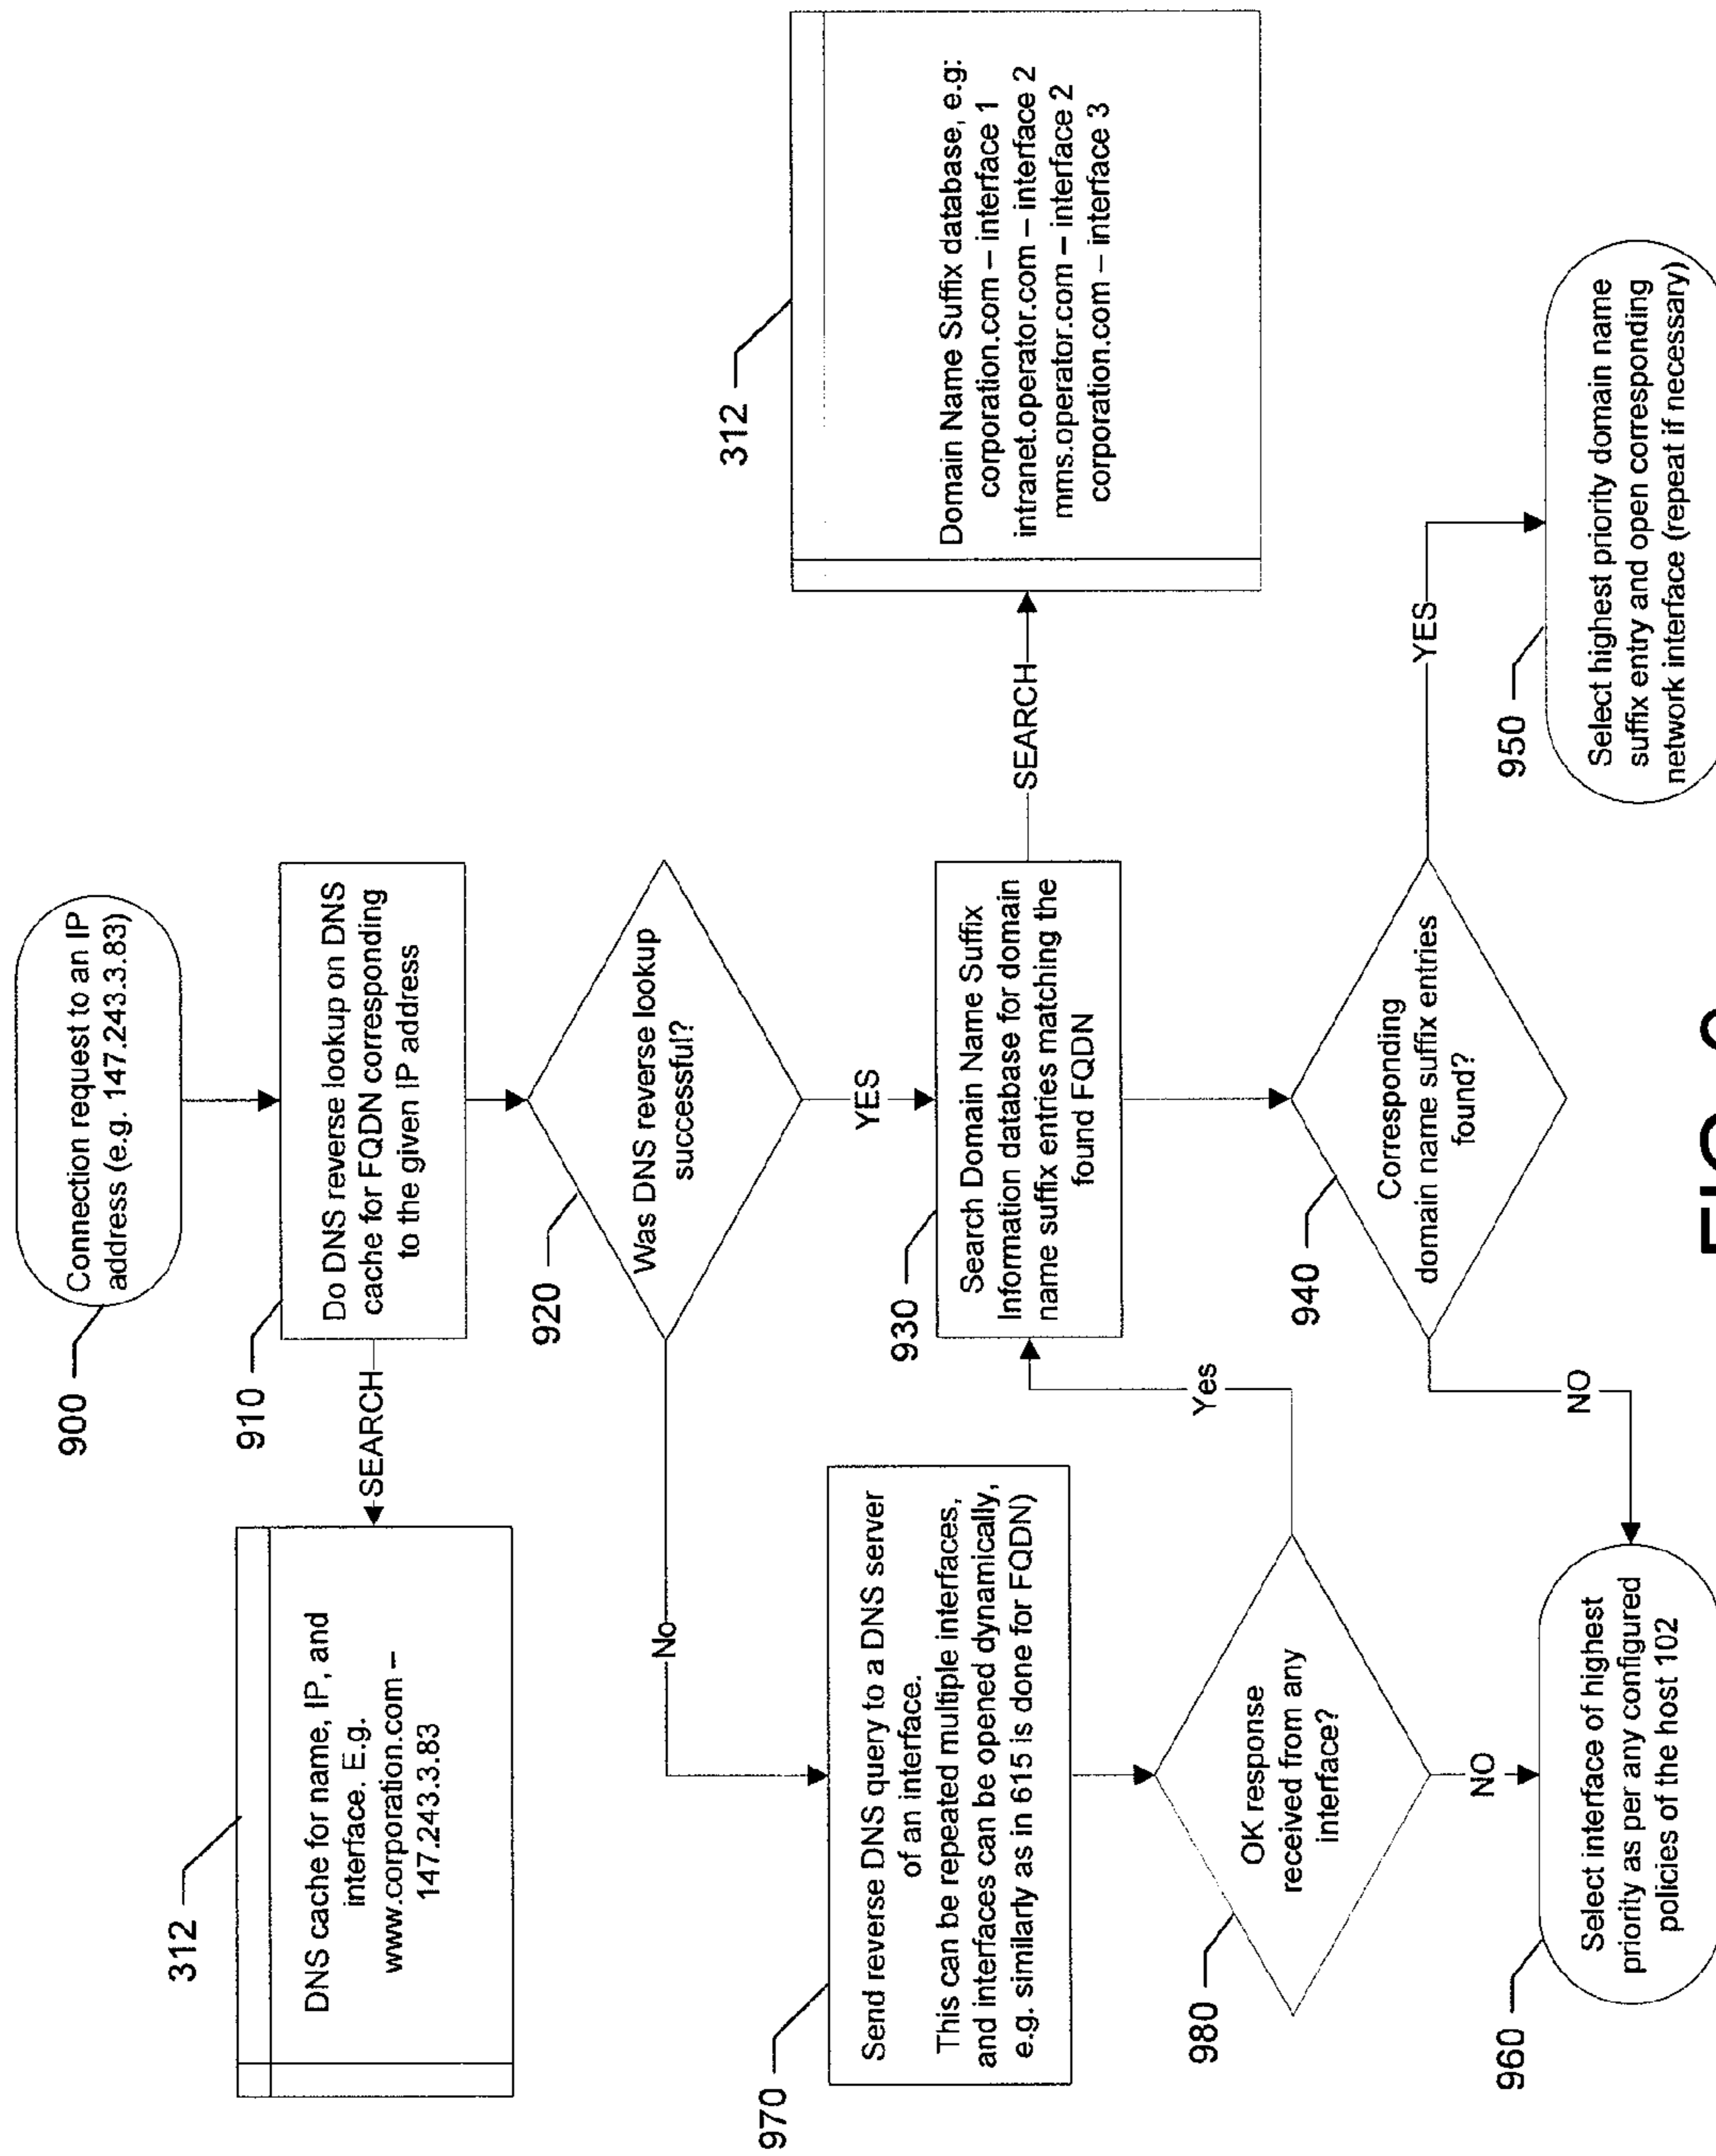 900
Connection request to an IP
address (e.g. 147.243.3.83)
910
Do DNS reverse lookup on DNS
cache for FQDN corresponding
to the given IP address
SEARCH
312
DNS cache for name, IP, and
interface. E.g.
www.corporation.com –
147.243.3.83
920
Was DNS reverse lookup
successful?
No
YES
970
Send reverse DNS query to a DNS server
of an interface.
This can be repeated multiple interfaces,
and interfaces can be opened dynamically,
e.g. similarly as in 615 is done for FQDN)
930
Search Domain Name Suffix
Information database for domain
name suffix entries matching the
found FQDN
SEARCH
312
Domain Name Suffix database, e.g:
corporation.com – interface 1
intranet.operator.com – interface 2
mms.operator.com – interface 2
corporation.com – interface 3
980
OK response
received from any
interface?
Yes
NO
940
Corresponding
domain name suffix entries
found?
NO
YES
960
Select interface of highest
priority as per any configured
policies of the host 102
950
Select highest priority domain name
suffix entry and open corresponding
network interface (repeat if necessary)